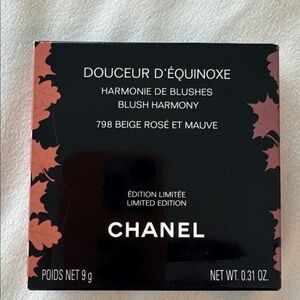 DOUCEUR D'ÉQUINOXE
HARMONIE DE BLUSHES
BLUSH HARMONY
798 BEIGE ROSÉ ET MAUVE
ÉDITION LIMITÉE
LIMITED EDITION
CHANEL
POIDS NET 9 g NET WT. 0.31 OZ.